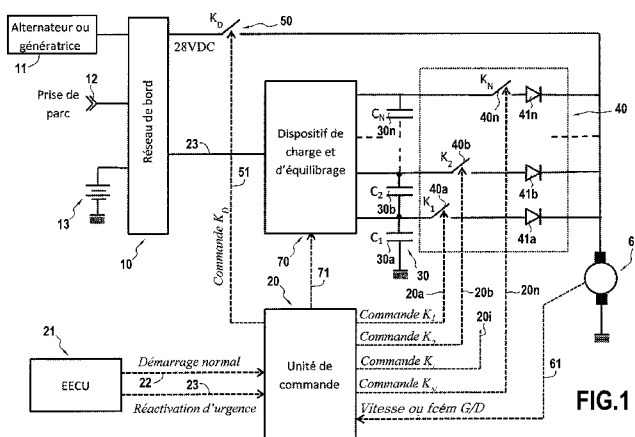 Alternateur ou
génératrice
11
Prise de
parc
12
13
Réseau de bord
10
28VDC
K_D
50
23
51
Commande K_D
Dispositif de
charge et
d'équilibrage
70
71
C_N
30n
C_2
30b
C_1
30a
30
K_N
40n
K_2
40b
K_1
40a
41n
41b
41a
40
6
20
20a
20b
20n
20i
Commande K_1
Commande K_2
Commande K_i
Commande K_N
Unité de
commande
21
EECU
Démarrage normal
22
23
Réactivation d'urgence
Vitesse ou fcém G/D
61
FIG.1